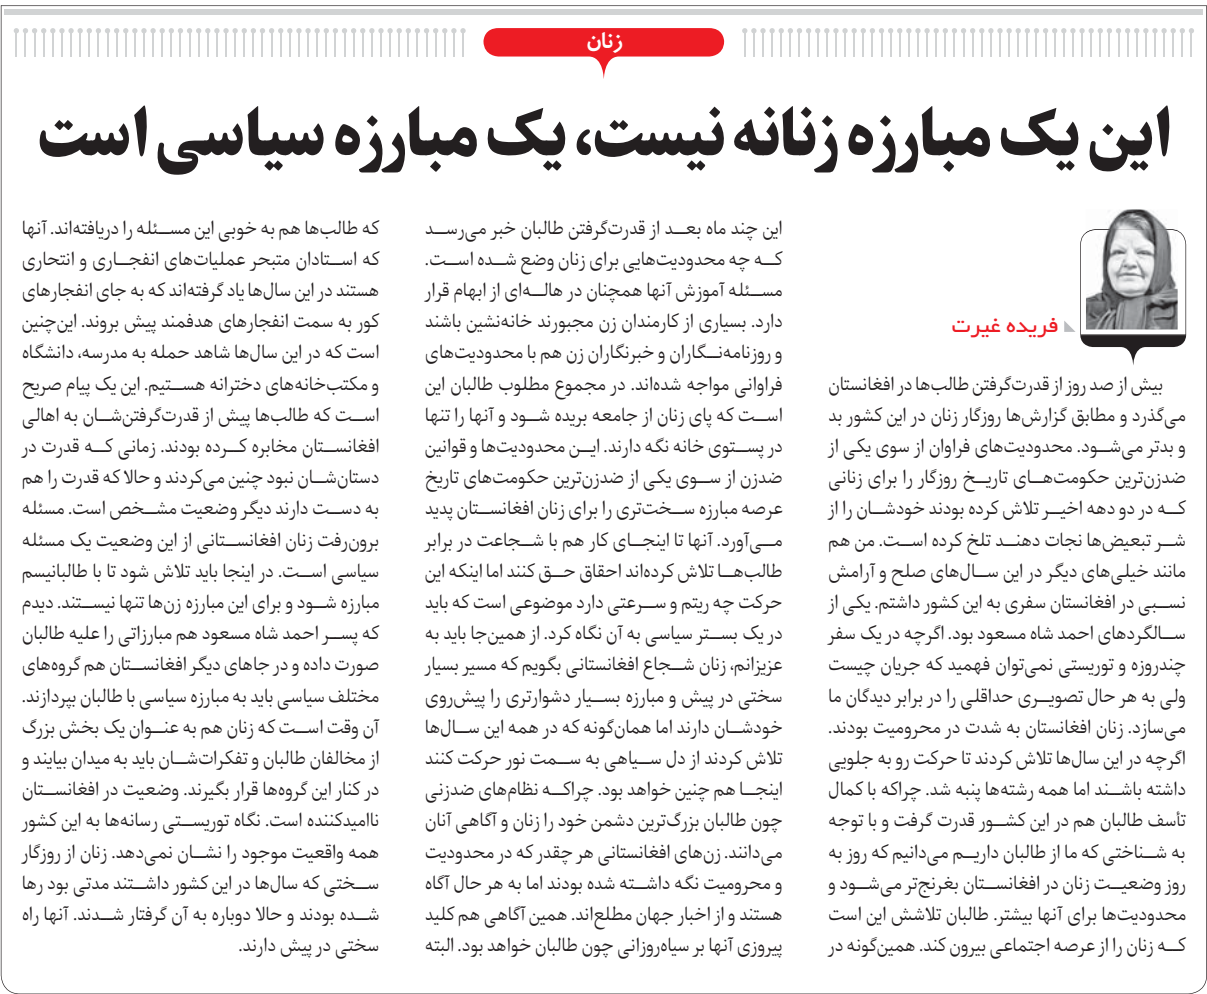 زنان
این یک مبارزه زنانه نیست، یک مبارزه سیاسی است
فریده غیرت
بیش از صد روز از قدرت‌گرفتن طالب‌ها در افغانستان
می‌گذرد و مطابق گزارش‌ها روزگار زنان در این کشور بد
و بدتر می‌شود. محدودیت‌های فراوان از سوی یکی از
ضدزن‌ترین حکومت‌های تاریخ روزگار را برای زنانی
که در دو دهه اخیر تلاش کرده بودند خودشان را از
شر تبعیض‌ها نجات دهند تلخ کرده است. من هم
مانند خیلی‌های دیگر در این سال‌های صلح و آرامش
نسبی در افغانستان سفری به این کشور داشتم. یکی از
سالگردهای احمد شاه مسعود بود. اگرچه در یک سفر
چندروزه و توریستی نمی‌توان فهمید که جریان چیست
ولی به هر حال تصویری حداقلی را در برابر دیدگان ما
می‌سازد. زنان افغانستان به شدت در محرومیت بودند.
اگرچه در این سال‌ها تلاش کردند تا حرکت رو به جلویی
داشته باشند اما همه رشته‌ها پنبه شد. چراکه با کمال
تأسف طالبان هم در این کشور قدرت گرفت و با توجه
به شناختی که ما از طالبان داریم می‌دانیم که روز به
روز وضعیت زنان در افغانستان بغرنج‌تر می‌شود و
محدودیت‌ها برای آنها بیشتر. طالبان تلاشش این است
که زنان را از عرصه اجتماعی بیرون کند. همین‌گونه در
این چند ماه بعد از قدرت‌گرفتن طالبان خبر می‌رسد
که چه محدودیت‌هایی برای زنان وضع شده است.
مسئله آموزش آنها همچنان در هاله‌ای از ابهام قرار
دارد. بسیاری از کارمندان زن مجبورند خانه‌نشین باشند
و روزنامه‌نگاران و خبرنگاران زن هم با محدودیت‌های
فراوانی مواجه شده‌اند. در مجموع مطلوب طالبان این
است که پای زنان از جامعه بریده شود و آنها را تنها
در پستوی خانه نگه دارند. این محدودیت‌ها و قوانین
ضدزن از سوی یکی از ضدزن‌ترین حکومت‌های تاریخ
عرصه مبارزه سخت‌تری را برای زنان افغانستان پدید
می‌آورد. آنها تا اینجای کار هم با شجاعت در برابر
طالب‌ها تلاش کرده‌اند احقاق حق کنند اما اینکه این
حرکت چه ریتم و سرعتی دارد موضوعی است که باید
در یک بستر سیاسی به آن نگاه کرد. از همین‌جا باید به
عزیزانم، زنان شجاع افغانستانی بگویم که مسیر بسیار
سختی در پیش و مبارزه بسیار دشوارتری را پیش‌روی
خودشان دارند اما همان‌گونه که در همه این سال‌ها
تلاش کردند از دل سیاهی به سمت نور حرکت کنند
اینجا هم چنین خواهد بود. چراکه نظام‌های ضدزنی
چون طالبان بزرگ‌ترین دشمن خود را زنان و آگاهی آنان
می‌دانند. زن‌های افغانستانی هر چقدر که در محدودیت
و محرومیت نگه داشته شده بودند اما به هر حال آگاه
هستند و از اخبار جهان مطلع‌اند. همین آگاهی هم کلید
پیروزی آنها بر سیاه‌روزانی چون طالبان خواهد بود. البته
که طالب‌ها هم به خوبی این مسئله را دریافته‌اند. آنها
که استادان متبحر عملیات‌های انفجاری و انتحاری
هستند در این سال‌ها یاد گرفته‌اند که به جای انفجارهای
کور به سمت انفجارهای هدفمند پیش بروند. این‌چنین
است که در این سال‌ها شاهد حمله به مدرسه، دانشگاه
و مکتب‌خانه‌های دخترانه هستیم. این یک پیام صریح
است که طالب‌ها پیش از قدرت‌گرفتن‌شان به اهالی
افغانستان مخابره کرده بودند. زمانی که قدرت در
دستان‌شان نبود چنین می‌کردند و حالا که قدرت را هم
به دست دارند دیگر وضعیت مشخص است. مسئله
برون‌رفت زنان افغانستانی از این وضعیت یک مسئله
سیاسی است. در اینجا باید تلاش شود تا با طالبانیسم
مبارزه شود و برای این مبارزه زن‌ها تنها نیستند. دیدم
که پسر احمد شاه مسعود هم مبارزاتی را علیه طالبان
صورت داده و در جاهای دیگر افغانستان هم گروه‌های
مختلف سیاسی باید به مبارزه سیاسی با طالبان بپردازند.
آن وقت است که زنان هم به عنوان یک بخش بزرگ
از مخالفان طالبان و تفکرات‌شان باید به میدان بیایند و
در کنار این گروه‌ها قرار بگیرند. وضعیت در افغانستان
ناامیدکننده است. نگاه توریستی رسانه‌ها به این کشور
همه واقعیت موجود را نشان نمی‌دهد. زنان از روزگار
سختی که سال‌ها در این کشور داشتند مدتی بود رها
شده بودند و حالا دوباره به آن گرفتار شدند. آنها راه
سختی در پیش دارند.